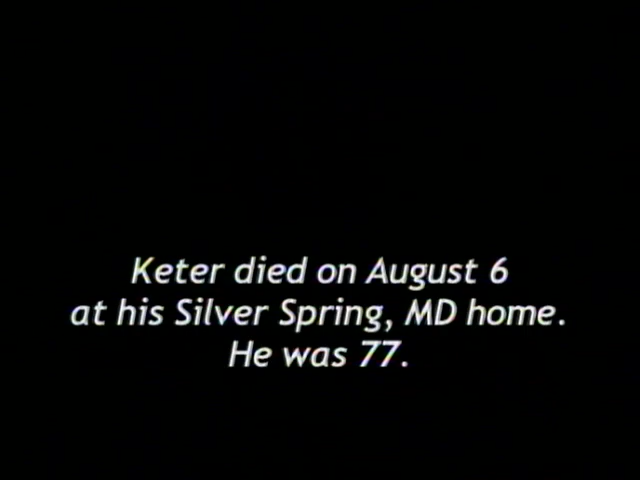 Keter died on August 6
at his Silver Spring, MD home.
He was 77.